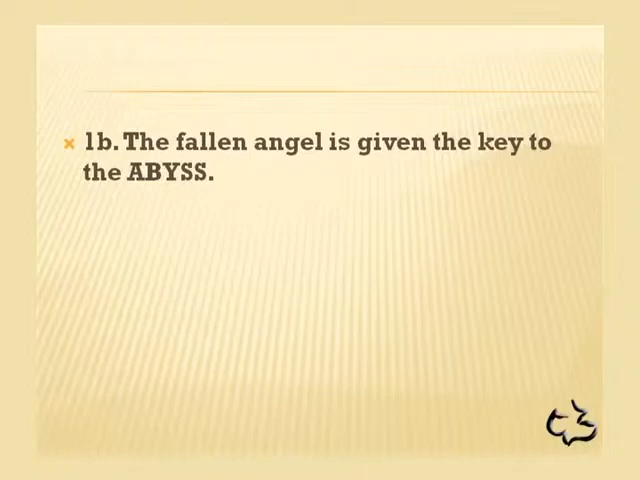 1b. The fallen angel is given the key to
the ABYSS.